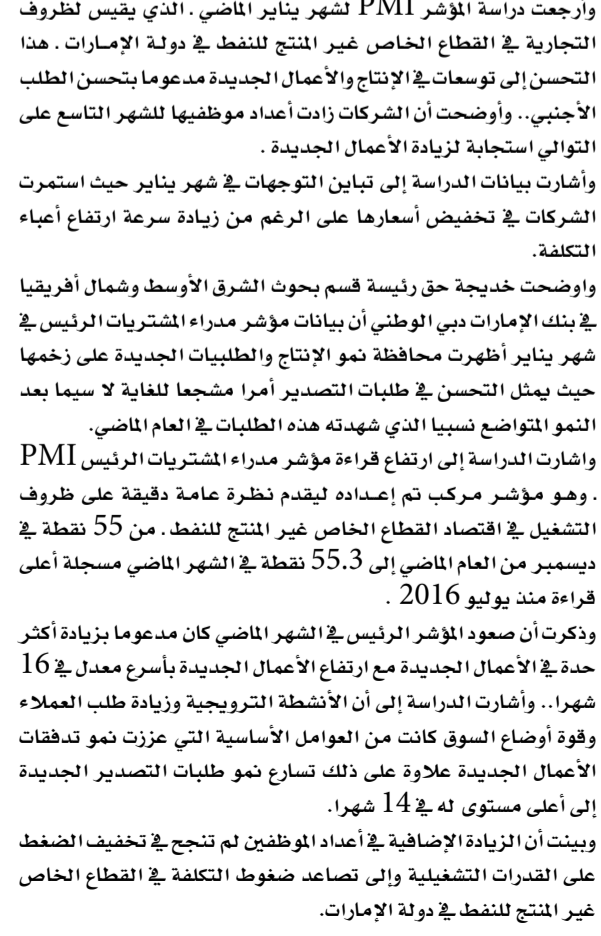 وأرجعت دراسة المؤشر PMI لشهر يناير الماضي . الذي يقيس لظروف
التجارية في القطاع الخاص غير المنتج للنفط في دولة الإمـارات . هذا
التحسن إلى توسعات في الإنتاج والأعمال الجديدة مدعوما بتحسن الطلب
الأجنبي.. وأوضحت أن الشركات زادت أعداد موظفيها للشهر التاسع على
التوالي استجابة لزيادة الأعمال الجديدة .
وأشارت بيانات الدراسة إلى تباين التوجهات في شهر يناير حيث استمرت
الشركات في تخفيض أسعارها على الرغم من زيادة سرعة ارتفاع أعباء
التكلفة.
واوضحت خديجة حق رئيسة قسم بحوث الشرق الأوسط وشمال أفريقيا
في بنك الإمارات دبي الوطني أن بيانات مؤشر مدراء المشتريات الرئيس في
شهر يناير أظهرت محافظة نمو الإنتاج والطلبيات الجديدة على زخمها
حيث يمثل التحسن في طلبات التصدير أمرا مشجعا للغاية لا سيما بعد
النمو المتواضع نسبيا الذي شهدته هذه الطلبات في العام الماضي.
واشارت الدراسة إلى ارتفاع قراءة مؤشر مدراء المشتريات الرئيس PMI
. وهـو مؤشـر مـركب تم إعـداده ليقدم نظـرة عامـة دقيقة على ظروف
التشغيل في اقتصاد القطاع الخاص غير المنتج للنفط . من 55 نقطة في
ديسمبر من العام الماضي إلى 55.3 نقطة في الشهر الماضي مسجلة أعلى
قراءة منذ يوليو 2016 .
وذكرت أن صعود المؤشر الرئيس في الشهر الماضي كان مدعوما بزيادة أكثر
حدة في الأعمال الجديدة مع ارتفاع الأعمال الجديدة بأسرع معدل في 16
شهرا.. وأشارت الدراسة إلى أن الأنشطة الترويجية وزيادة طلب العملاء
وقوة أوضاع السوق كانت من العوامل الأساسية التي عززت نمو تدفقات
الأعمال الجديدة علاوة على ذلك تسارع نمو طلبات التصدير الجديدة
إلى أعلى مستوى له في 14 شهرا.
وبينت أن الزيادة الإضافية في أعداد الموظفين لم تنجح في تخفيف الضغط
على القدرات التشغيلية وإلى تصاعد ضغوط التكلفة في القطاع الخاص
غير المنتج للنفط في دولة الإمارات.